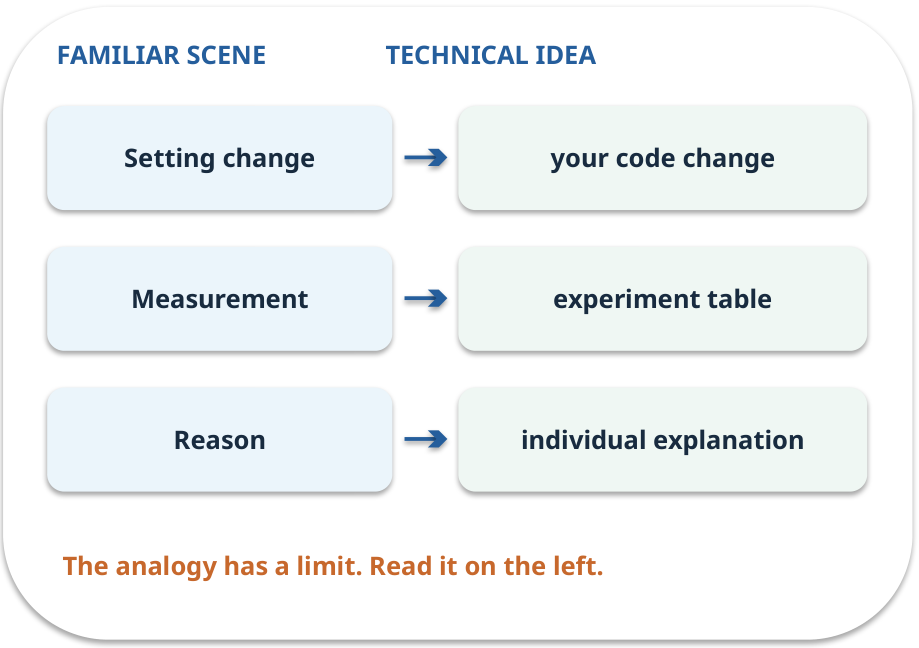 FAMILIAR SCENE TECHNICAL IDEA
Setting change your code change
Measurement experiment table
Reason individual explanation
The analogy has a limit. Read it on the left.